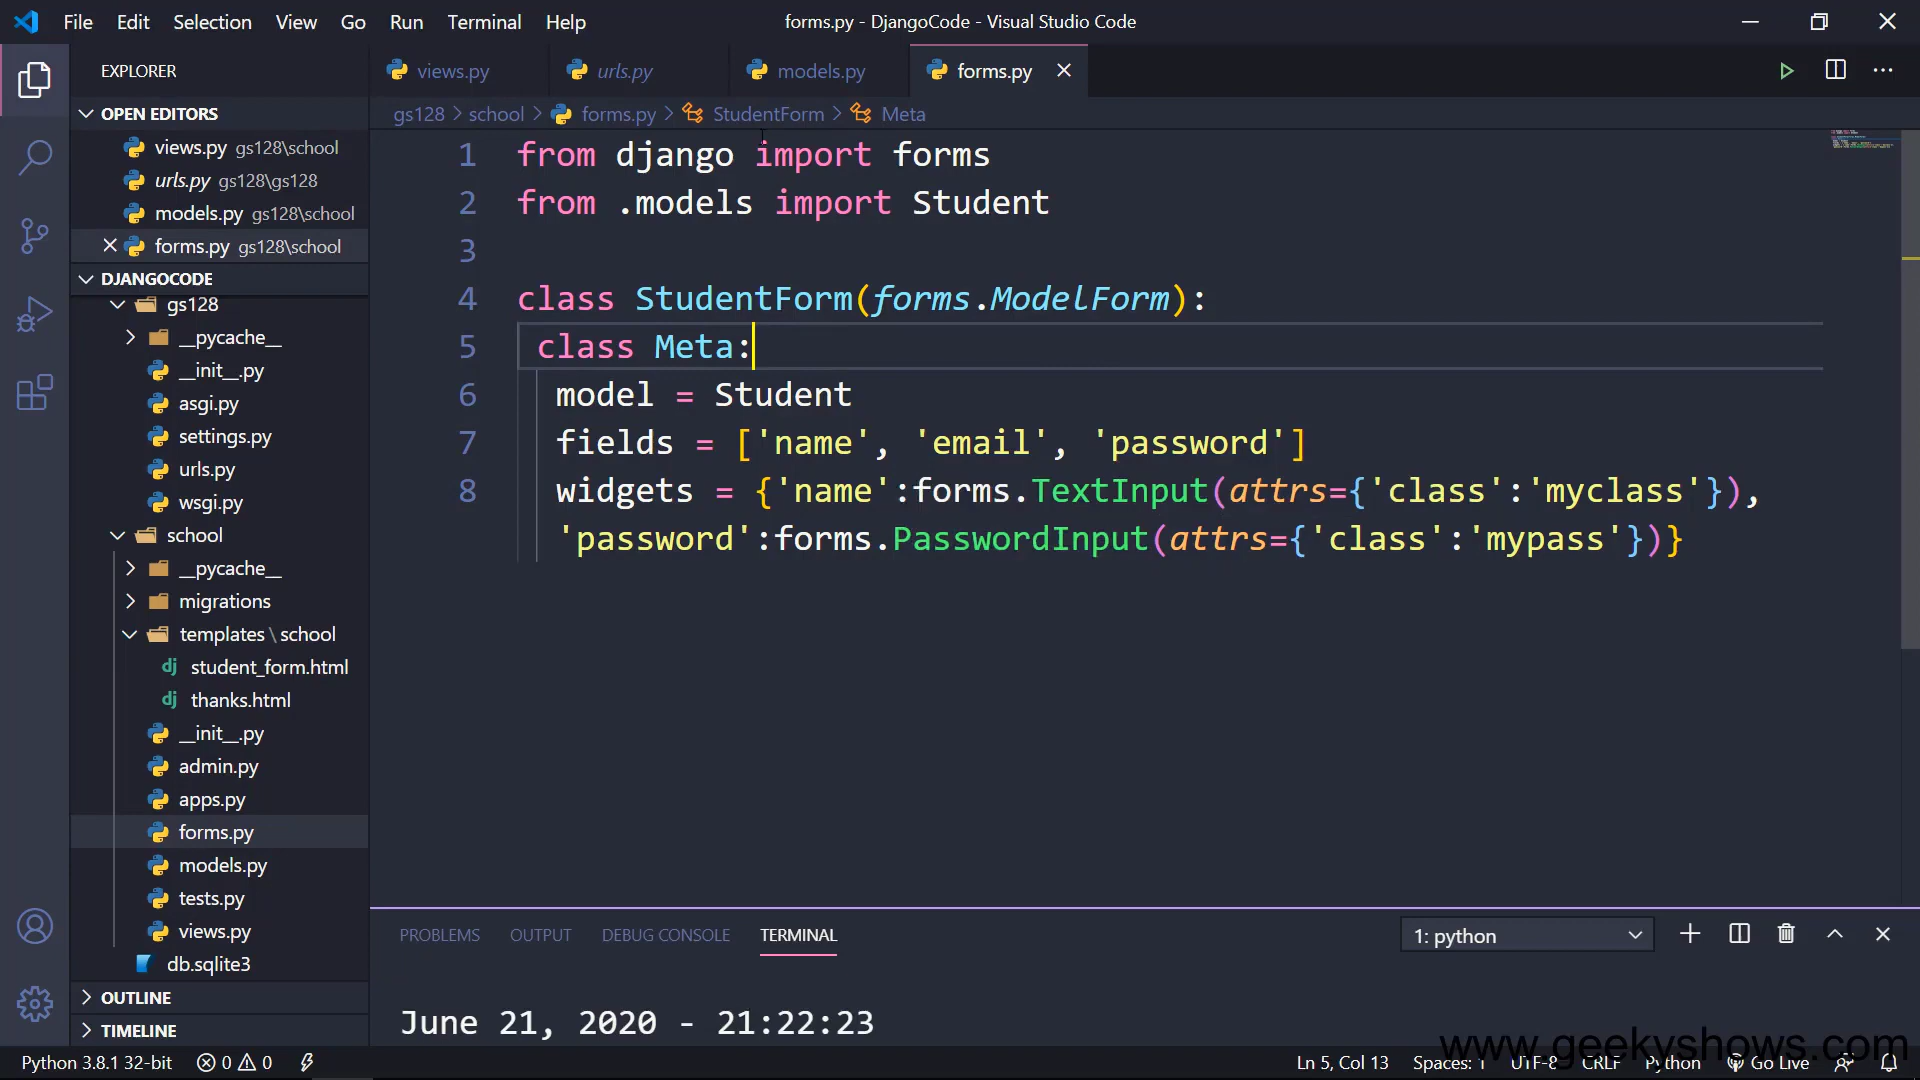 File Edit Selection View Go Run Terminal Help
forms.py - DjangoCode - Visual Studio Code
EXPLORER
OPEN EDITORS
views.py gs128\school
urls.py gs128\gs128
models.py gs128\school
forms.py gs128\school
DJANGOCODE
gs128
__pycache__
__init__.py
asgi.py
settings.py
urls.py
wsgi.py
school
__pycache__
migrations
templates\school
student_form.html
thanks.html
__init__.py
admin.py
apps.py
forms.py
models.py
tests.py
views.py
db.sqlite3
OUTLINE
TIMELINE
views.py urls.py models.py forms.py
gs128 > school > forms.py > StudentForm > Meta
1 from django import forms
2 from .models import Student
3
4 class StudentForm(forms.ModelForm):
5 class Meta:
6 model = Student
7 fields = ['name', 'email', 'password']
8 widgets = {'name':forms.TextInput(attrs={'class':'myclass'}),
'password':forms.PasswordInput(attrs={'class':'mypass'})}
PROBLEMS OUTPUT DEBUG CONSOLE TERMINAL
1: python
June 21, 2020 - 21:22:23
www.geekyshows.com
Python 3.8.1 32-bit 0 0
Ln 5, Col 13 Spaces: 1 UTF-8 CRLF Python Go Live